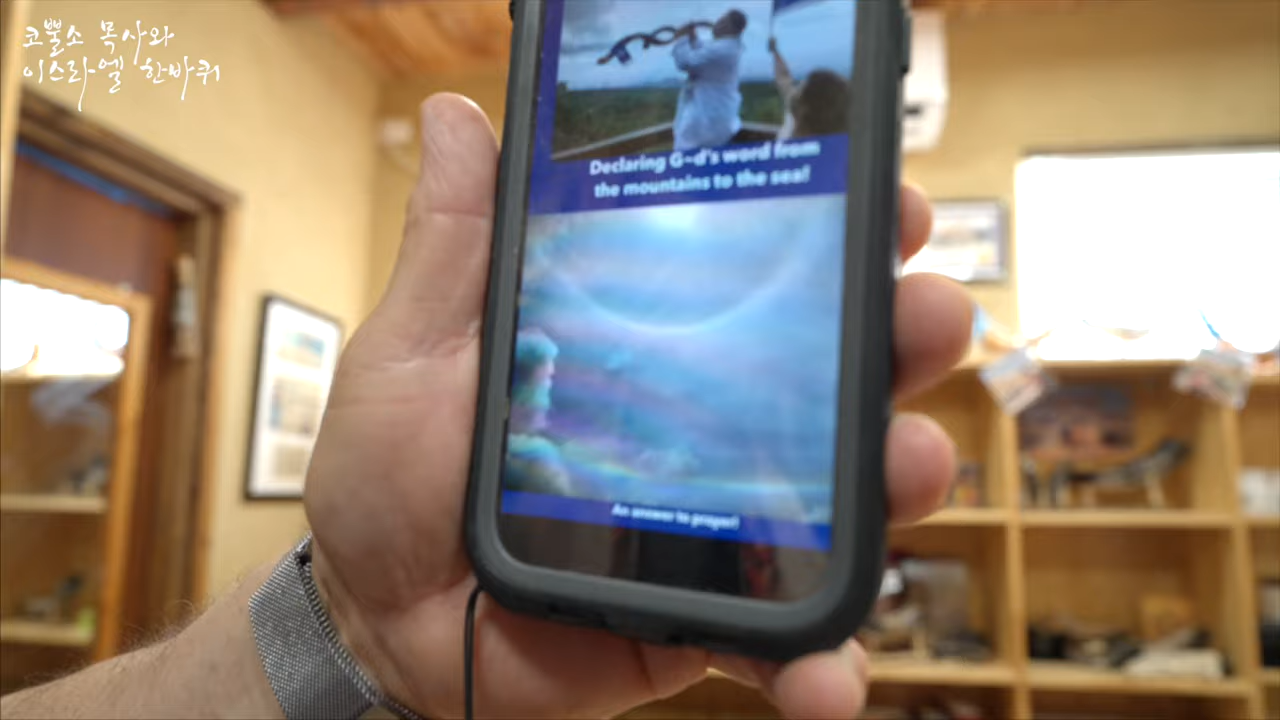 코뿔소 목사와
이스라엘 한바퀴
Declaring G-d's word from
the mountains to the sea!
An answer to prayer!